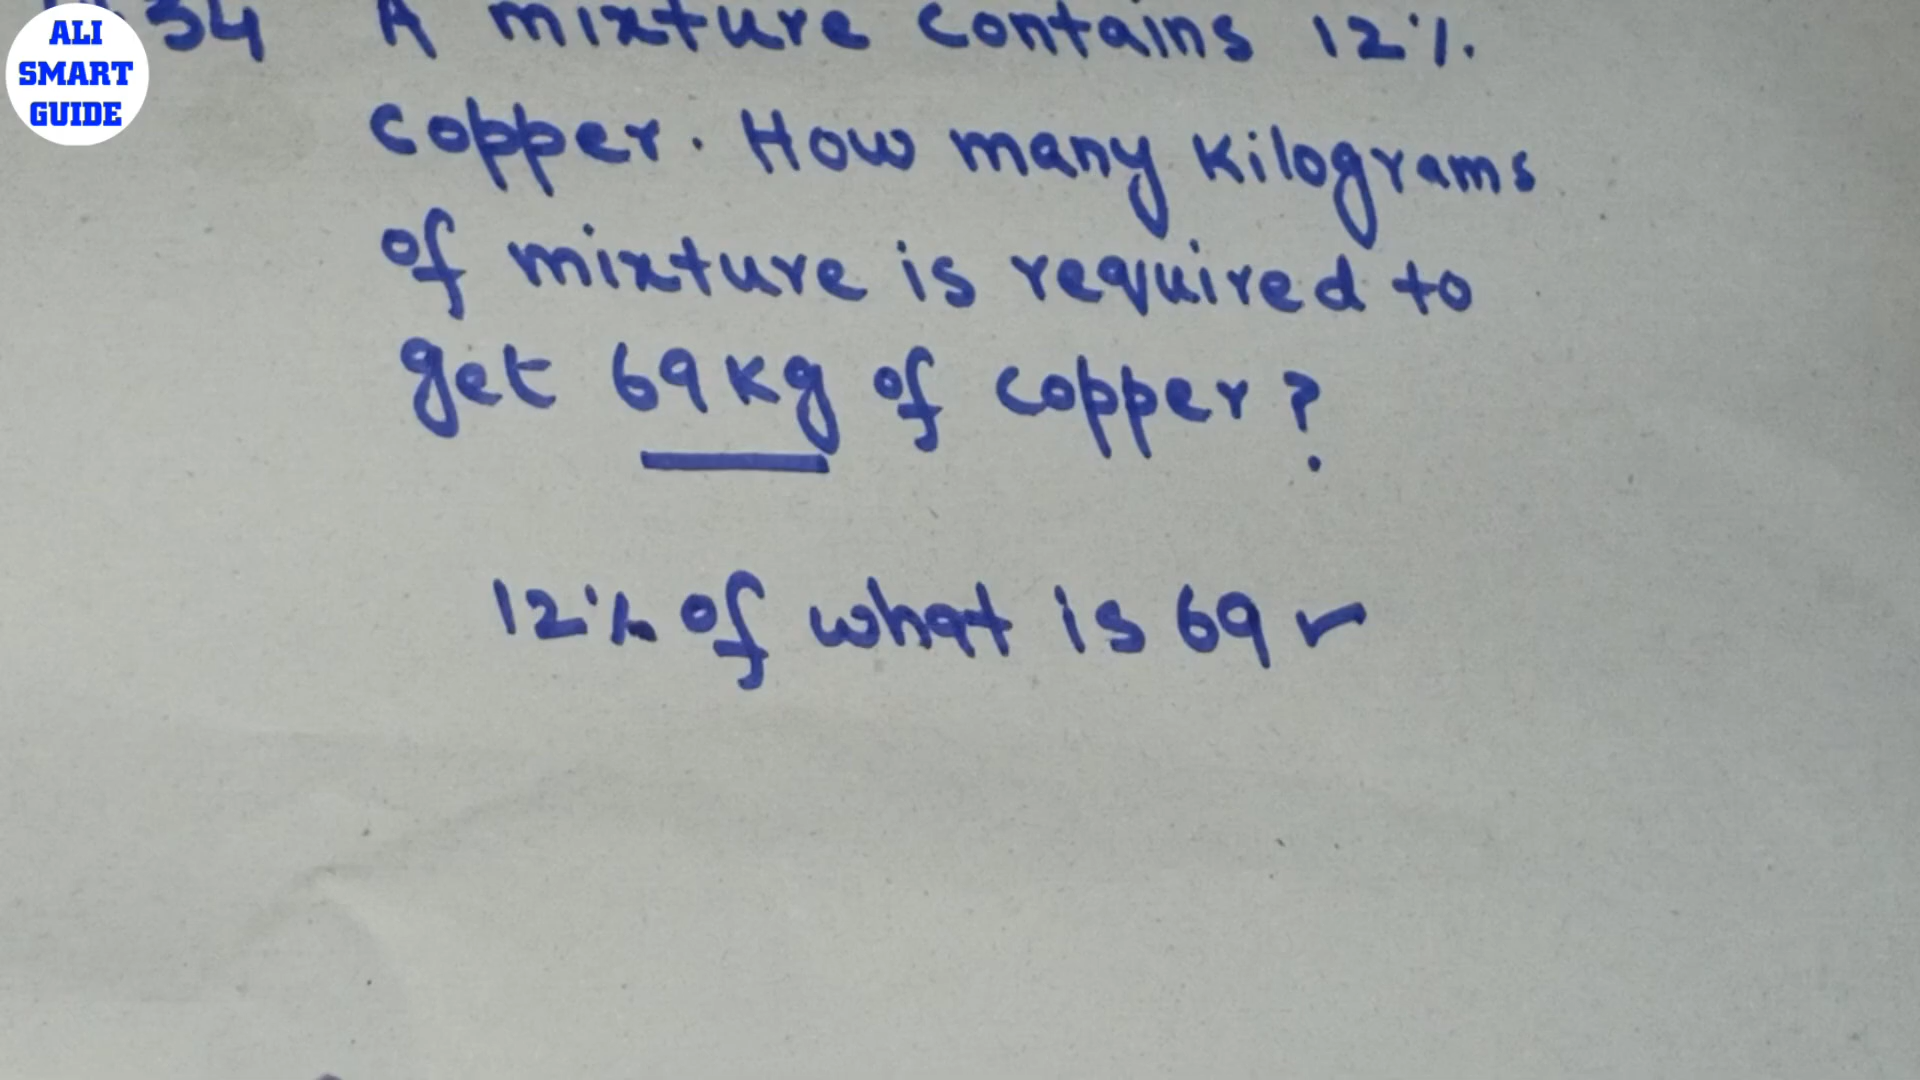 ALI
SMART
GUIDE
34 A mixture contains 12%
copper. How many kilograms
of mixture is required to
get 69 kg of copper?
12% of what is 69